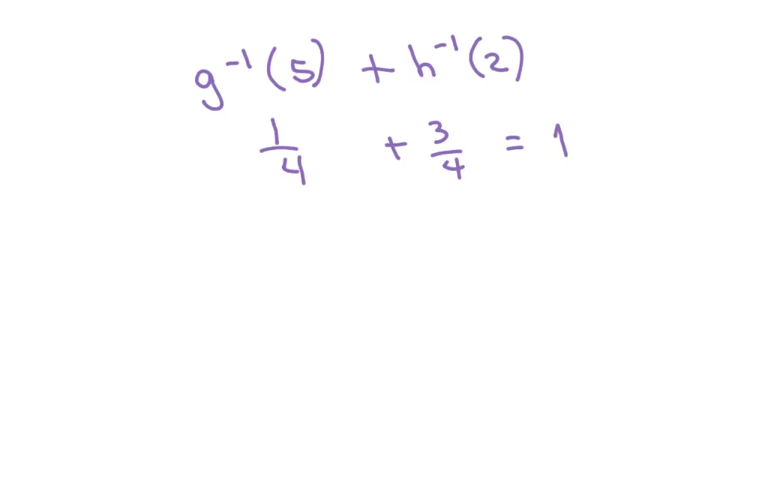 g⁻¹(5) + h⁻¹(2)
1/4 + 3/4 = 1